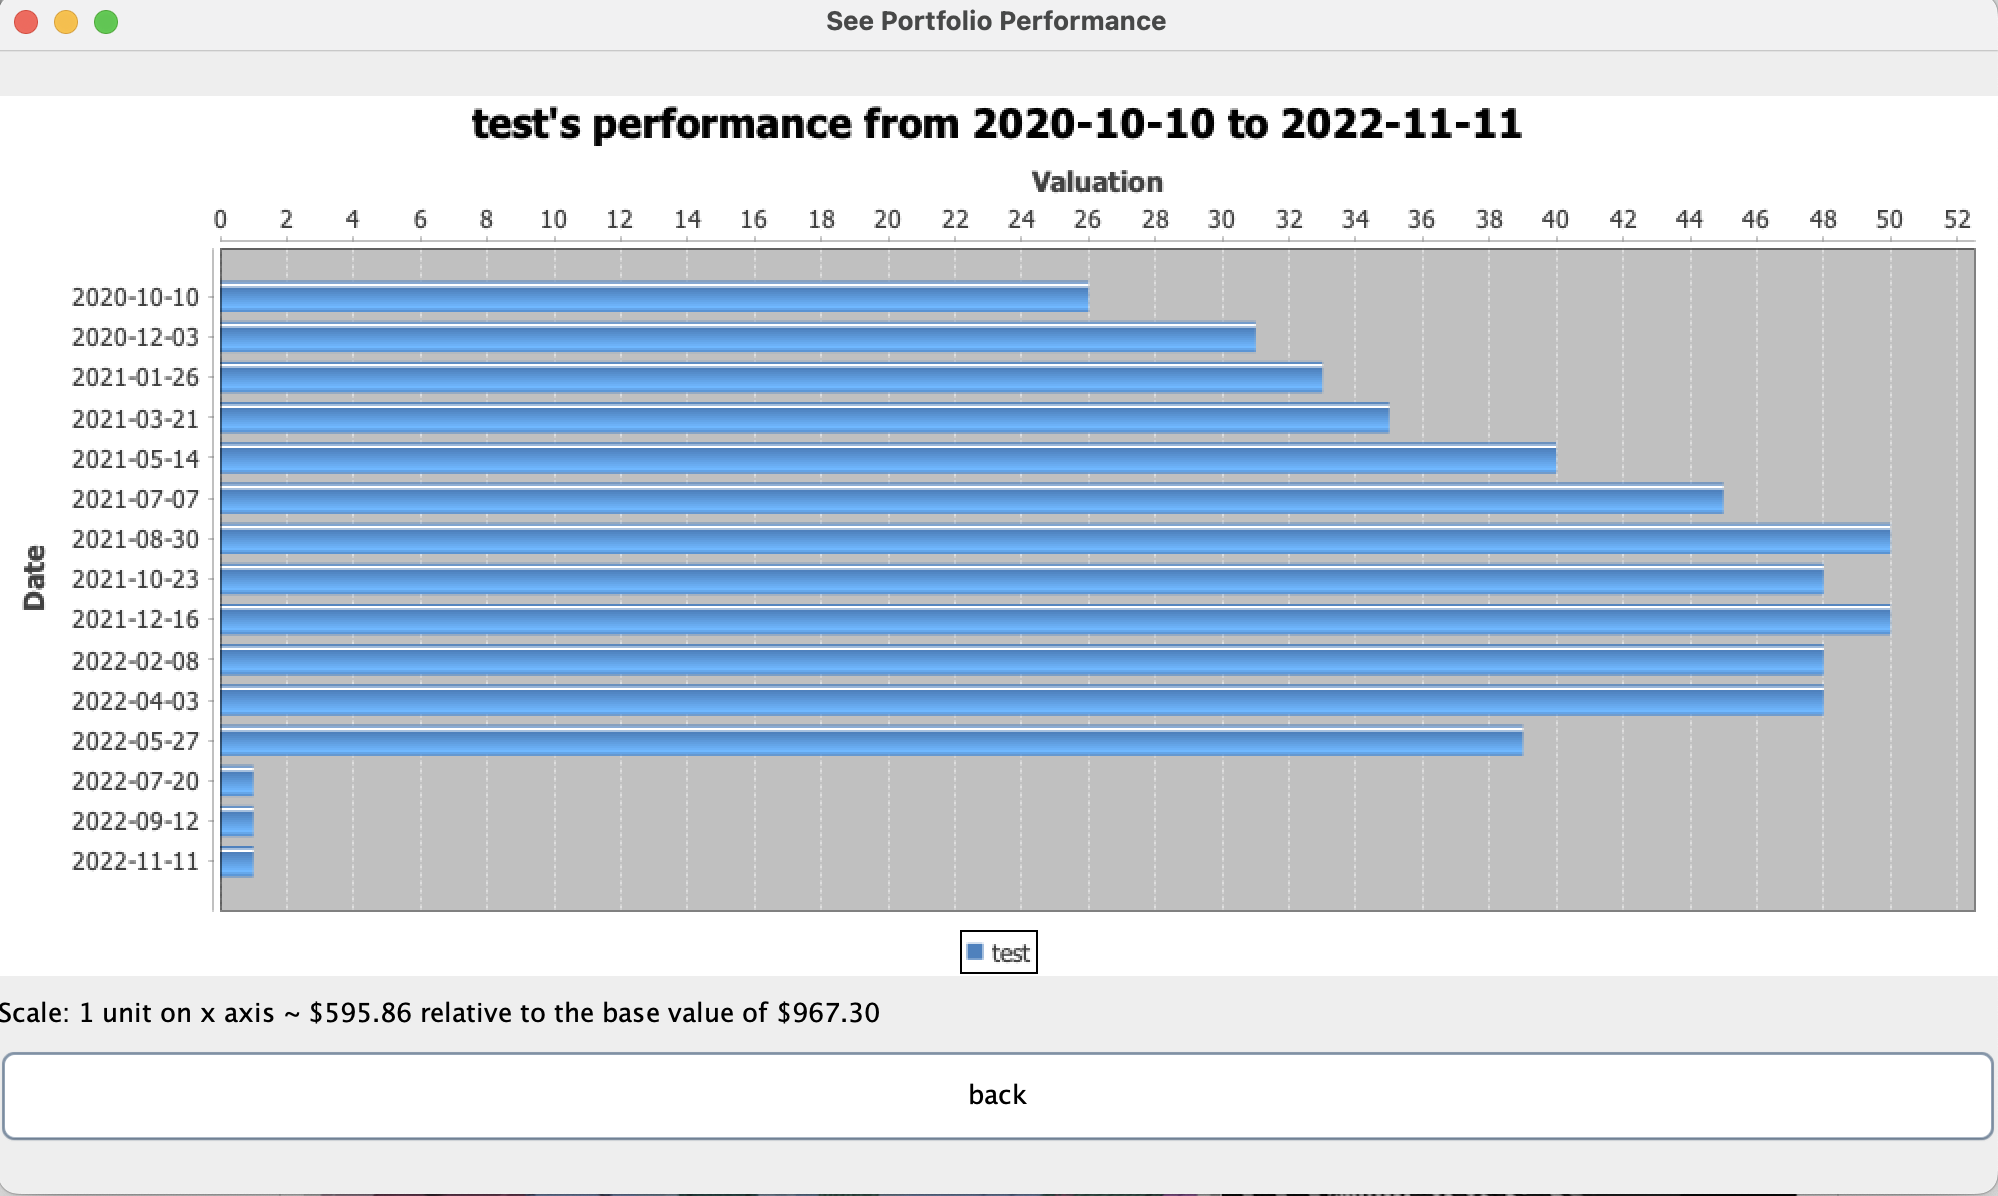 See Portfolio Performance
test's performance from 2020-10-10 to 2022-11-11
Valuation
0 2 4 6 8 10 12 14 16 18 20 22 24 26 28 30 32 34 36 38 40 42 44 46 48 50 52
2020-10-10
2020-12-03
2021-01-26
2021-03-21
2021-05-14
2021-07-07
2021-08-30
2021-10-23
2021-12-16
2022-02-08
2022-04-03
2022-05-27
2022-07-20
2022-09-12
2022-11-11
Date
test
Scale: 1 unit on x axis ~ $595.86 relative to the base value of $967.30
back